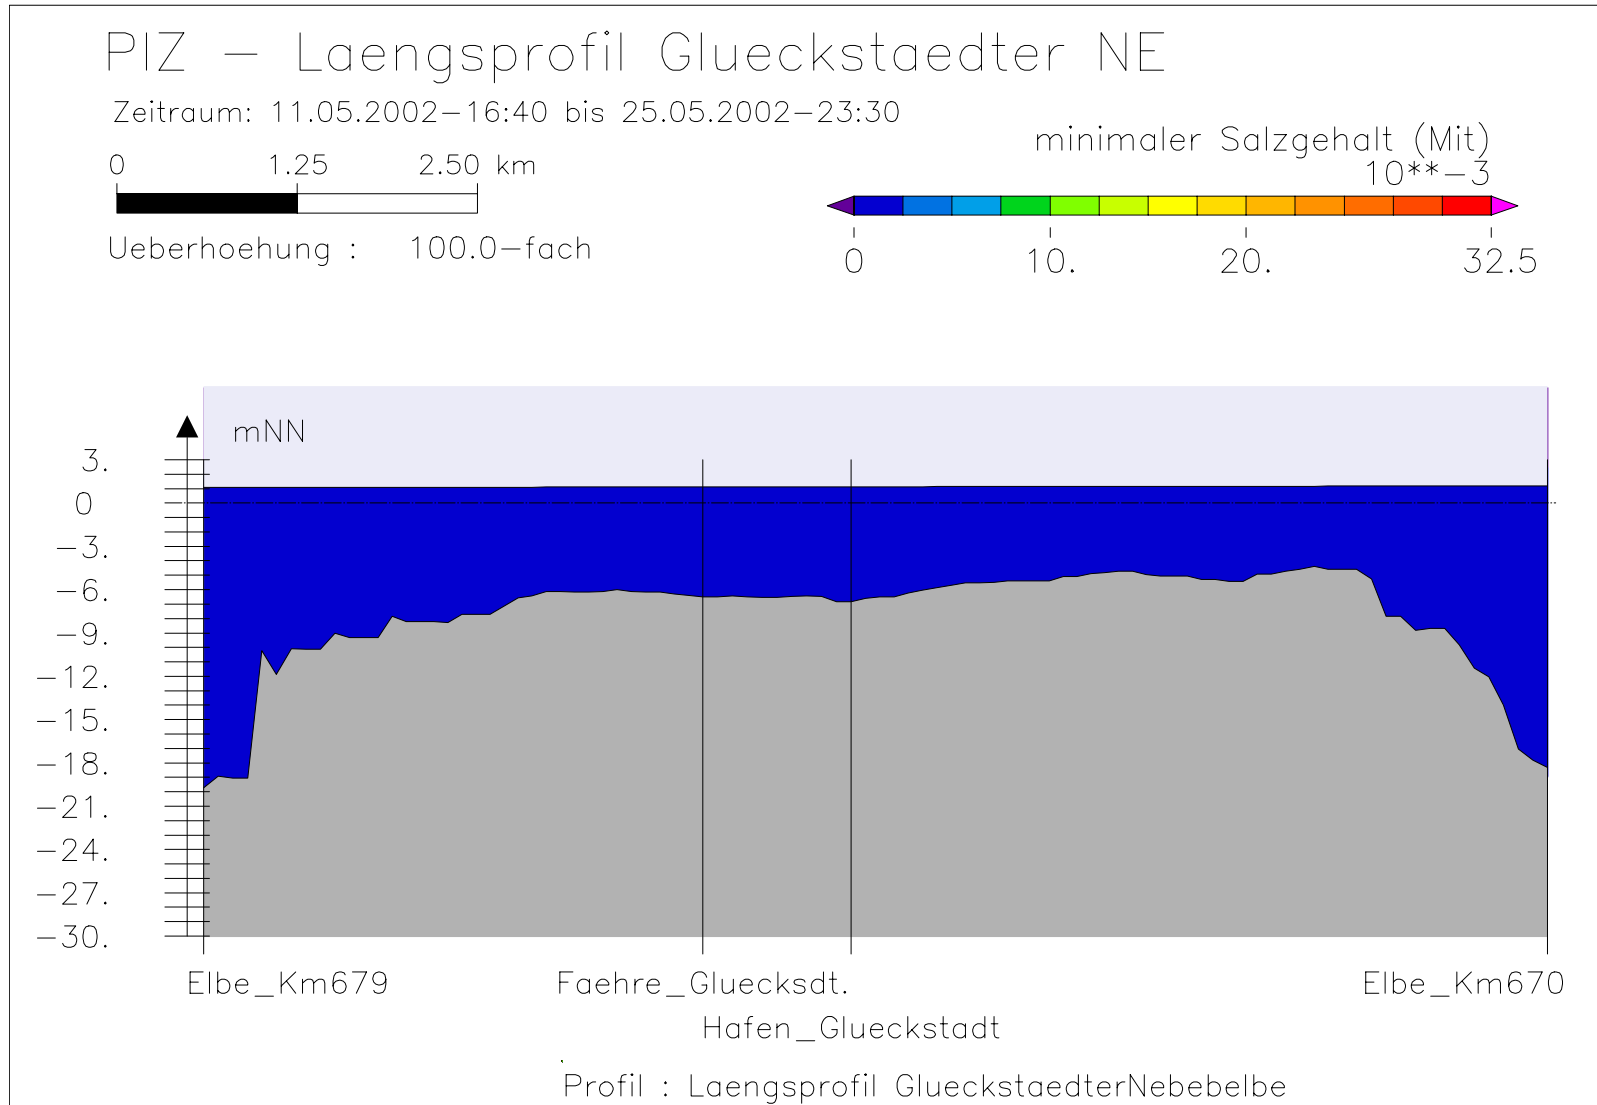 PIZ - Laengsprofil Glueckstaedter NE
Zeitraum: 11.05.2002-16:40 bis 25.05.2002-23:30
minimaler Salzgehalt (Mit)
10**-3
0 1.25 2.50 km
Ueberhoehung : 100.0-fach
0 10. 20. 32.5
mNN
3.
0
-3.
-6.
-9.
-12.
-15.
-18.
-21.
-24.
-27.
-30.
Elbe_Km679 Faehre_Gluecksdt. Elbe_Km670
Hafen_Glueckstadt
Profil : Laengsprofil GlueckstaedterNebebelbe